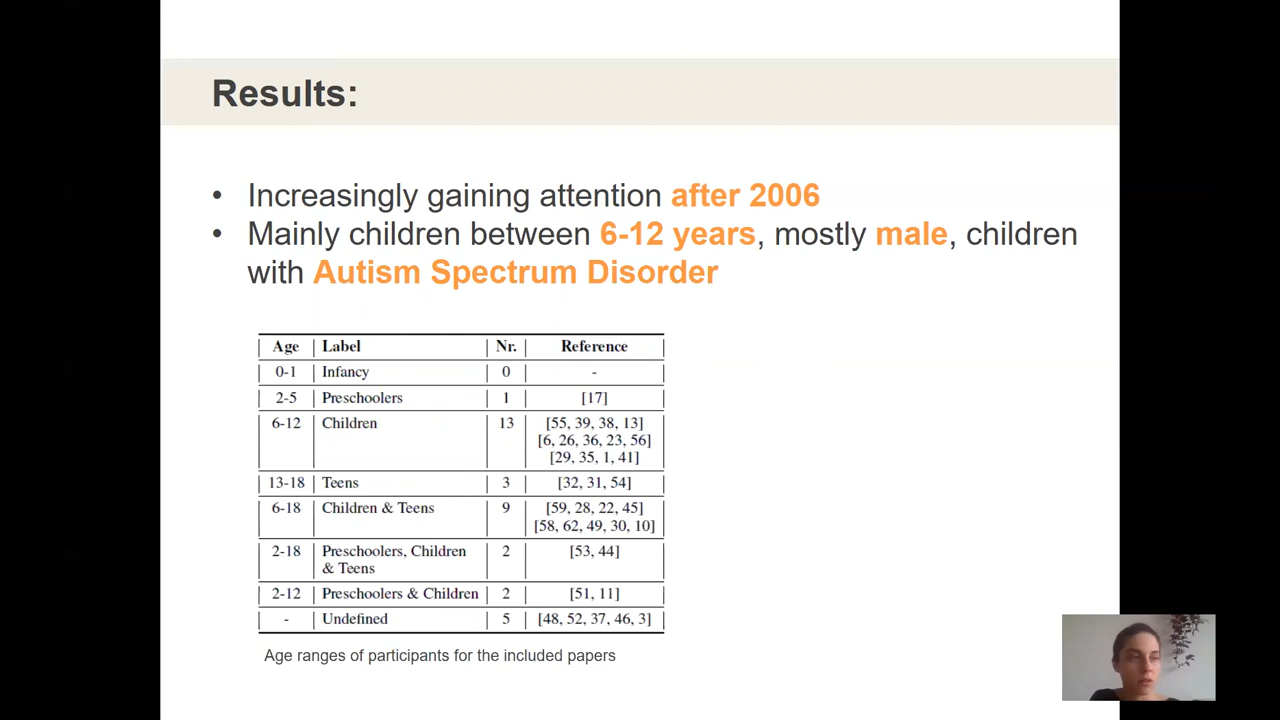 Results:
• Increasingly gaining attention after 2006
• Mainly children between 6-12 years, mostly male, children
with Autism Spectrum Disorder
Age Label Nr. Reference
0-1 Infancy 0 -
2-5 Preschoolers 1 [17]
6-12 Children 13 [55, 39, 38, 13]
[6, 26, 36, 23, 56]
[29, 35, 1, 41]
13-18 Teens 3 [32, 31, 54]
6-18 Children & Teens 9 [59, 28, 22, 45]
[58, 62, 49, 30, 10]
2-18 Preschoolers, Children 2 [53, 44]
& Teens
2-12 Preschoolers & Children 2 [51, 11]
- Undefined 5 [48, 52, 37, 46, 3]
Age ranges of participants for the included papers